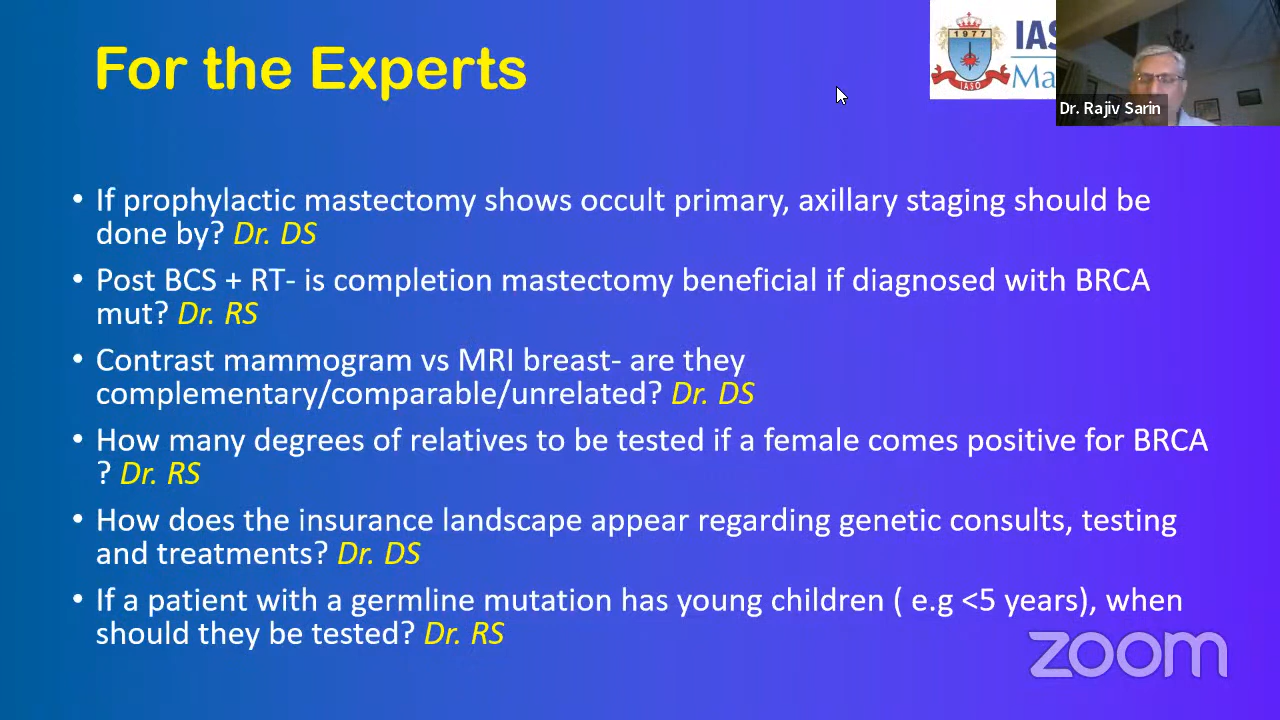 For the Experts
1977
IASO
IAS
Ma
Dr. Rajiv Sarin
• If prophylactic mastectomy shows occult primary, axillary staging should be
done by? Dr. DS
• Post BCS + RT- is completion mastectomy beneficial if diagnosed with BRCA
mut? Dr. RS
• Contrast mammogram vs MRI breast- are they
complementary/comparable/unrelated? Dr. DS
• How many degrees of relatives to be tested if a female comes positive for BRCA
? Dr. RS
• How does the insurance landscape appear regarding genetic consults, testing
and treatments? Dr. DS
• If a patient with a germline mutation has young children ( e.g <5 years), when
should they be tested? Dr. RS
zoom